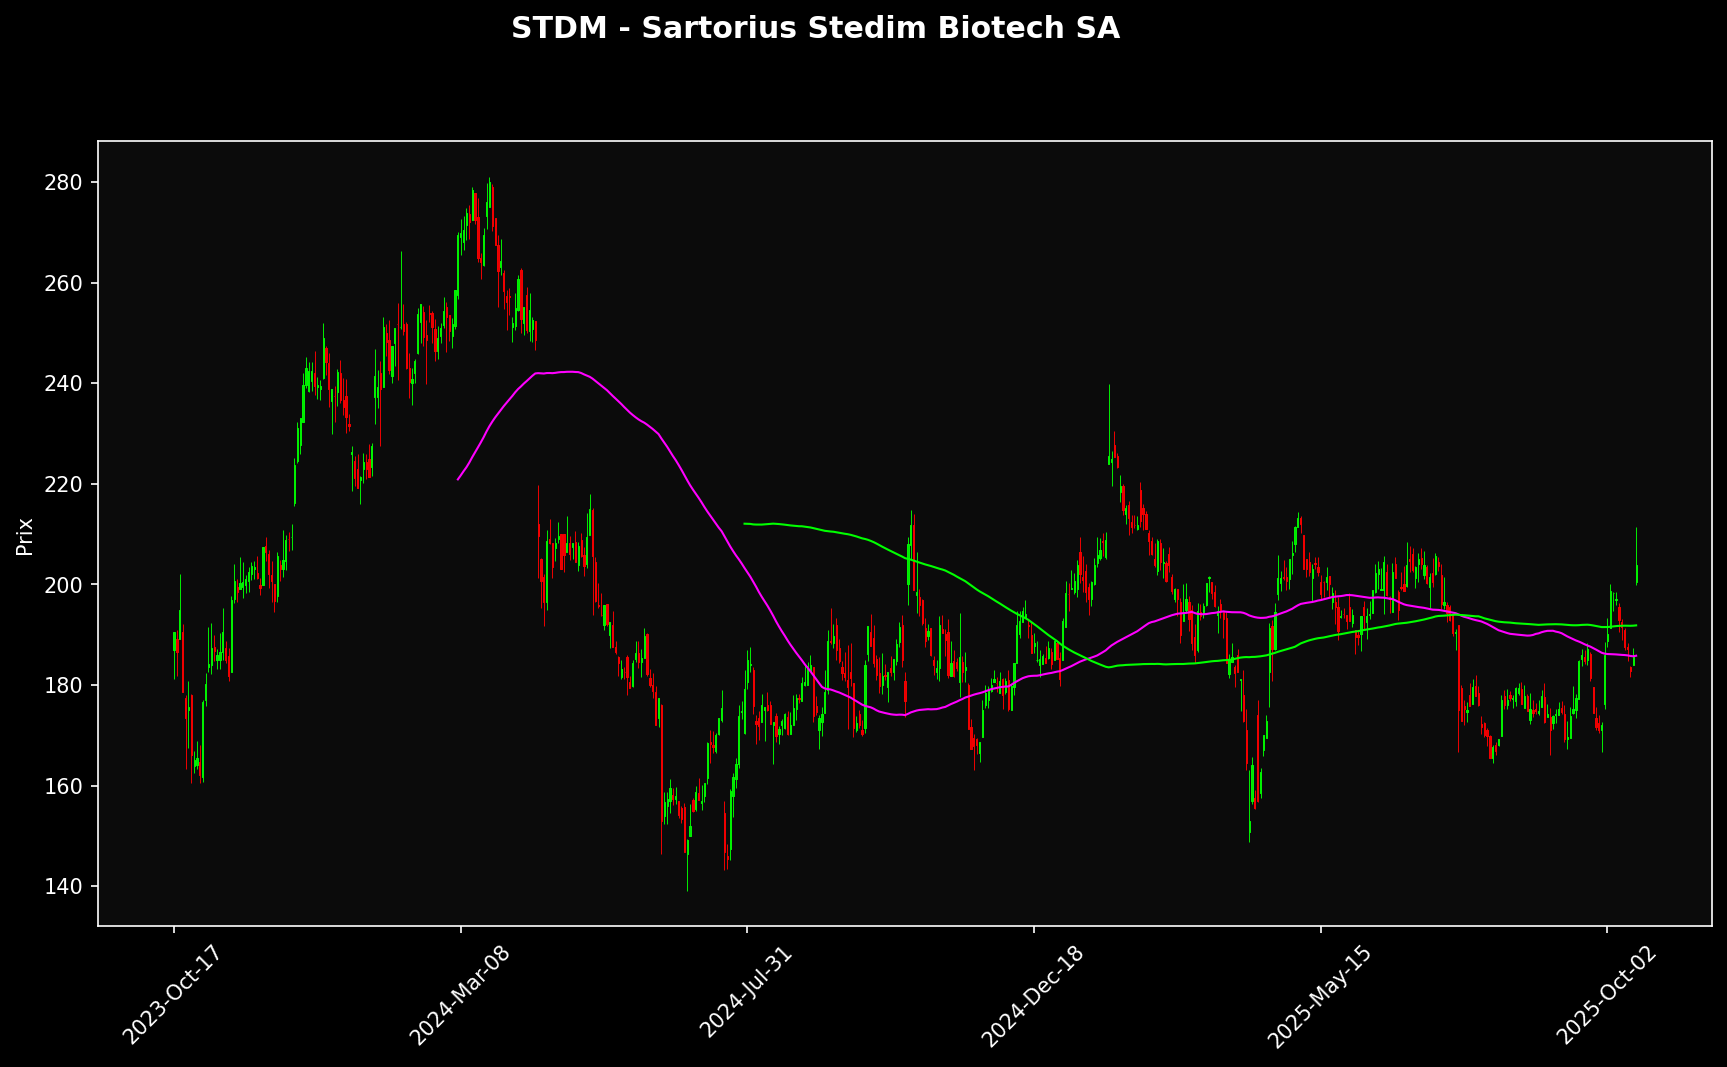 STDM - Sartorius Stedim Biotech SA
Prix
280
260
240
220
200
180
160
140
2023-Oct-17
2024-Mar-08
2024-Jul-31
2024-Dec-18
2025-May-15
2025-Oct-02